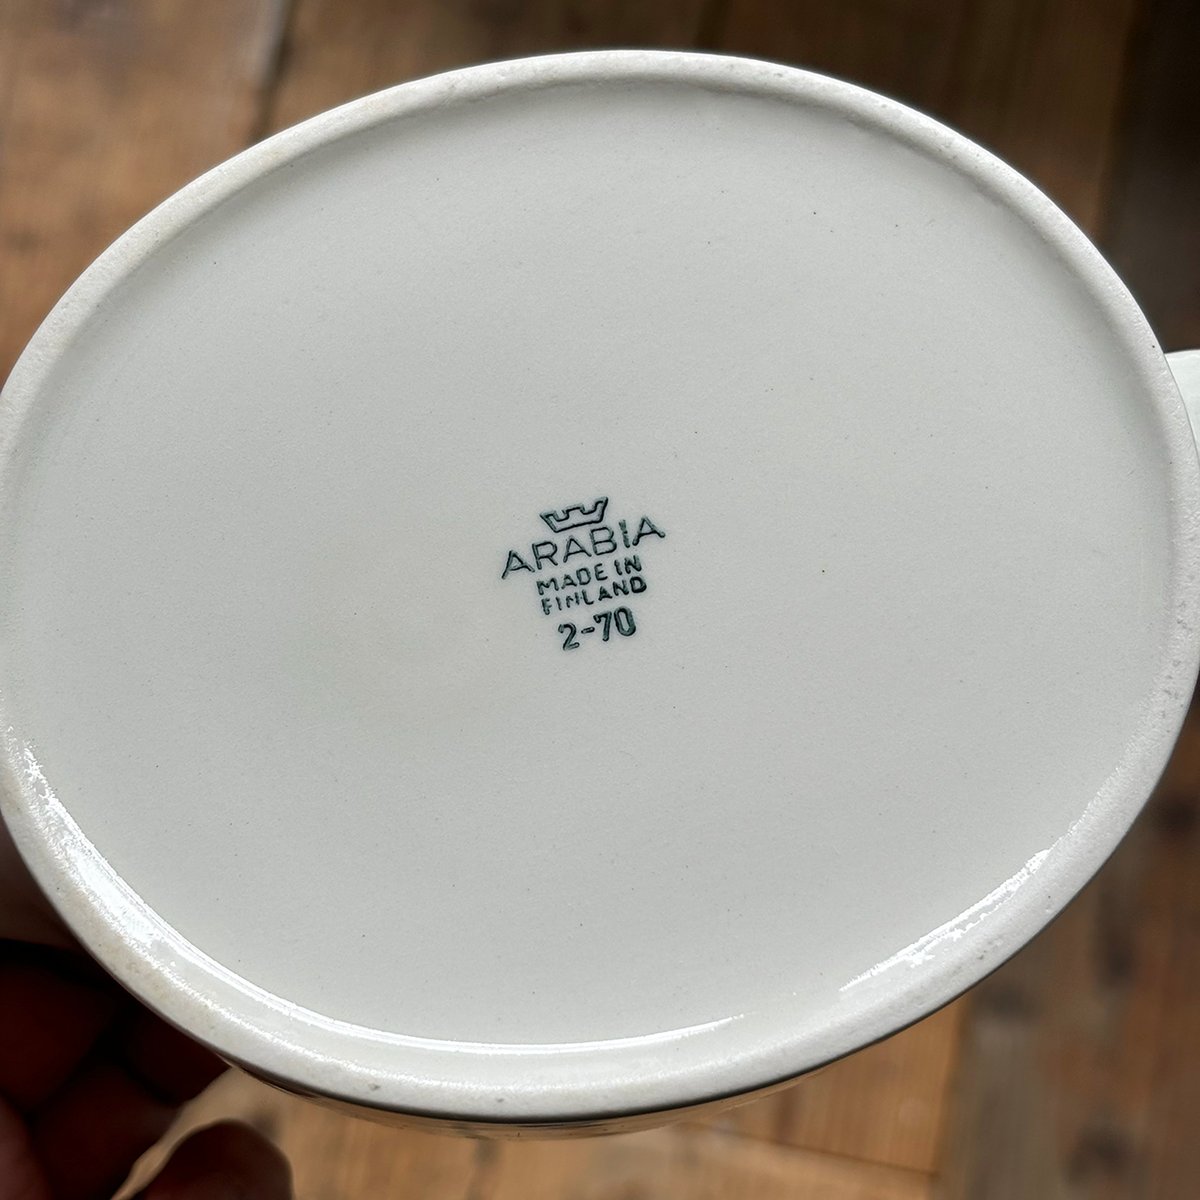 ARABIA
MADE IN
FINLAND
2-70